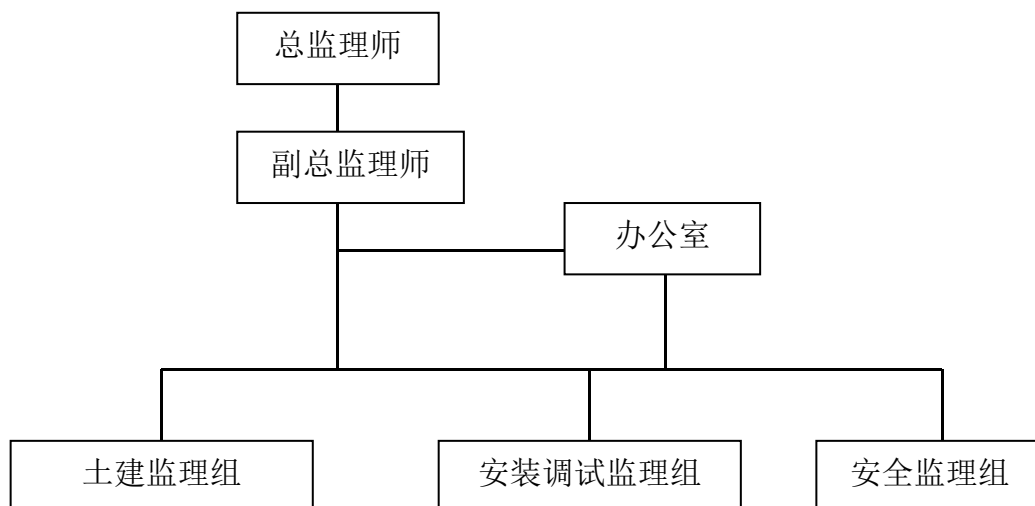 总监理师
副总监理师
办公室
土建监理组
安装调试监理组
安全监理组